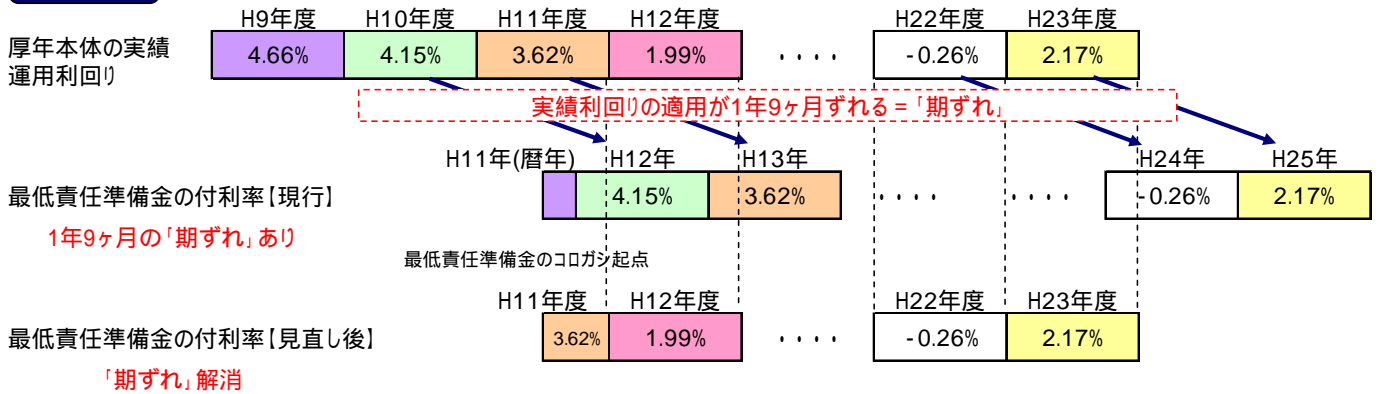 H9年度 H10年度 H11年度 H12年度 H22年度 H23年度
厚年本体の実績
運用利回り
4.66% 4.15% 3.62% 1.99% ・・・・ -0.26% 2.17%
実績利回りの適用が1年9ヶ月ずれる=「期ずれ」
H11年(暦年) H12年 H13年 H24年 H25年
最低責任準備金の付利率【現行】
4.15% 3.62% ・・・・ ・・・・ -0.26% 2.17%
1年9ヶ月の「期ずれ」あり
最低責任準備金のコロガシ起点
H11年度 H12年度 H22年度 H23年度
最低責任準備金の付利率【見直し後】
3.62% 1.99% ・・・・ -0.26% 2.17%
「期ずれ」解消